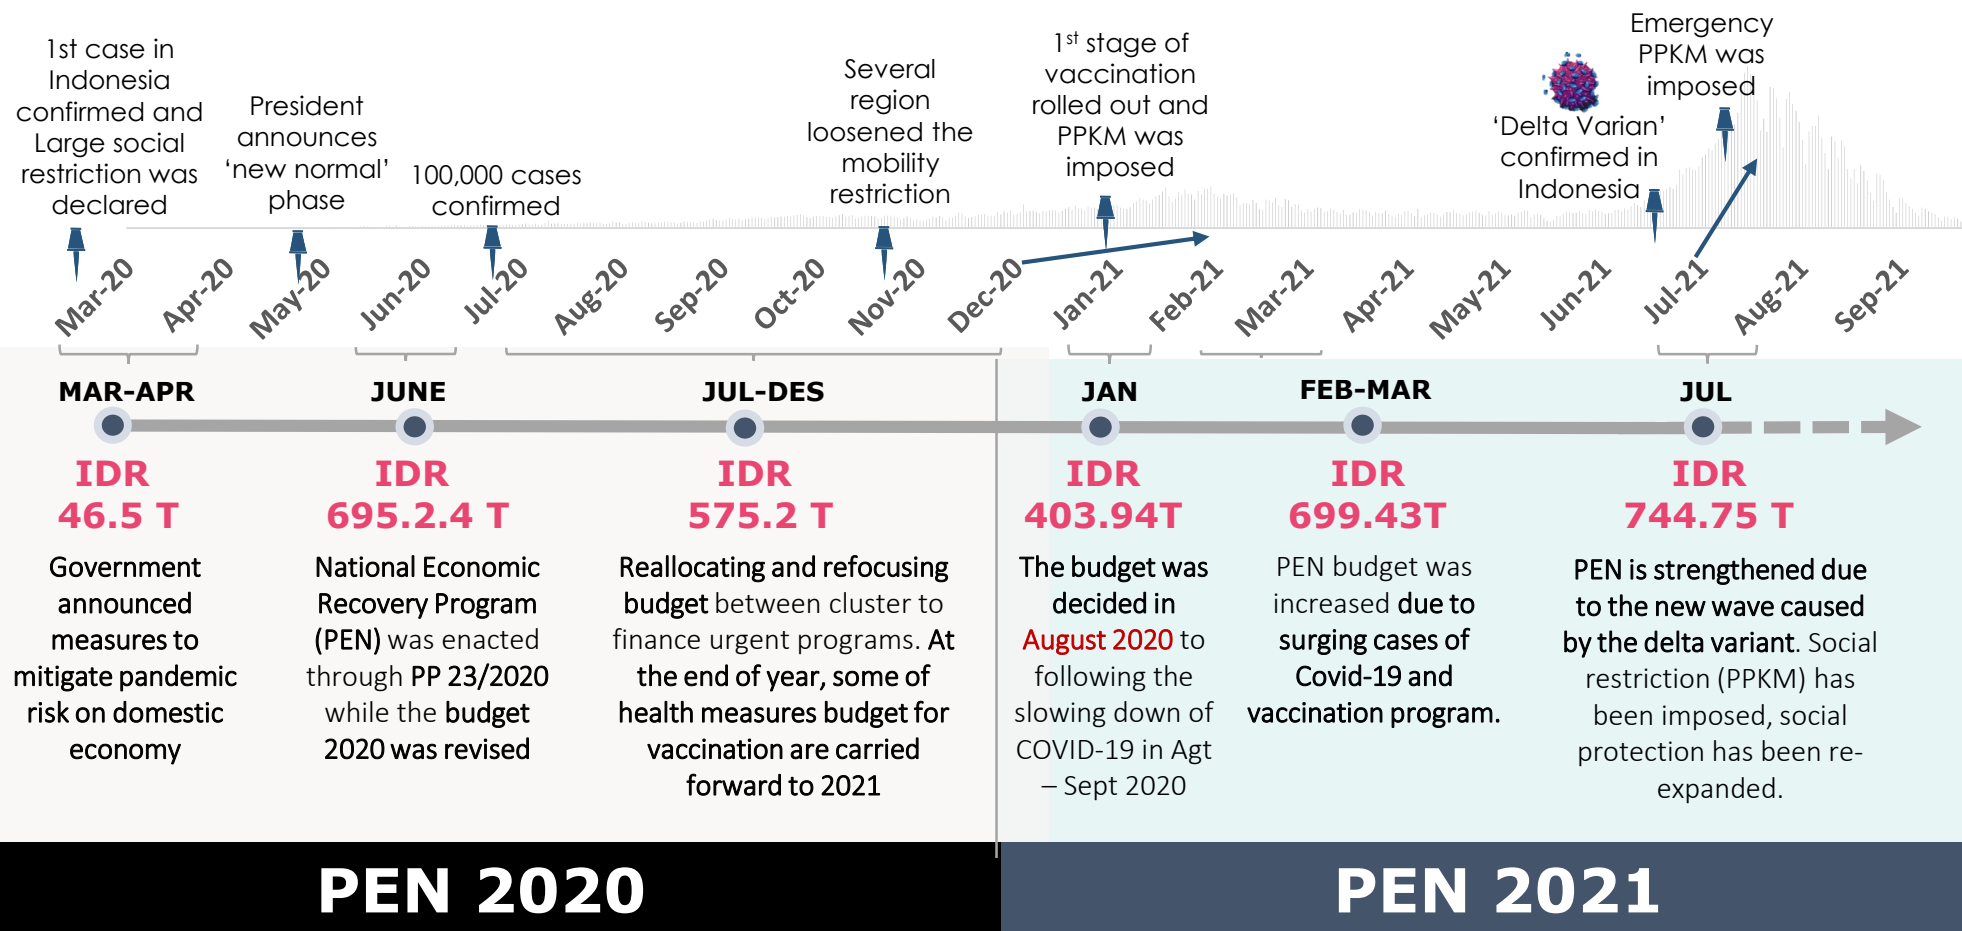 1st case in
Indonesia
confirmed and
Large social
restriction was
declared
President
announces
‘new normal’
phase
100,000 cases
confirmed
Several
region
loosened the
mobility
restriction
1st stage of
vaccination
rolled out and
PPKM was
imposed
‘Delta Varian’
confirmed in
Indonesia
Emergency
PPKM was
imposed
Mar-20
Apr-20
May-20
Jun-20
Jul-20
Aug-20
Sep-20
Oct-20
Nov-20
Dec-20
Jan-21
Feb-21
Mar-21
Apr-21
May-21
Jun-21
Jul-21
Aug-21
Sep-21
MAR-APR
IDR
46.5 T
Government
announced
measures to
mitigate pandemic
risk on domestic
economy
JUNE
IDR
695.2.4 T
National Economic
Recovery Program
(PEN) was enacted
through PP 23/2020
while the budget
2020 was revised
JUL-DES
IDR
575.2 T
Reallocating and refocusing
budget between cluster to
finance urgent programs. At
the end of year, some of
health measures budget for
vaccination are carried
forward to 2021
JAN
IDR
403.94T
The budget was
decided in
August 2020 to
following the
slowing down of
COVID-19 in Agt
– Sept 2020
FEB-MAR
IDR
699.43T
PEN budget was
increased due to
surging cases of
Covid-19 and
vaccination program.
JUL
IDR
744.75 T
PEN is strengthened due
to the new wave caused
by the delta variant. Social
restriction (PPKM) has
been imposed, social
protection has been re-
expanded.
PEN 2020
PEN 2021